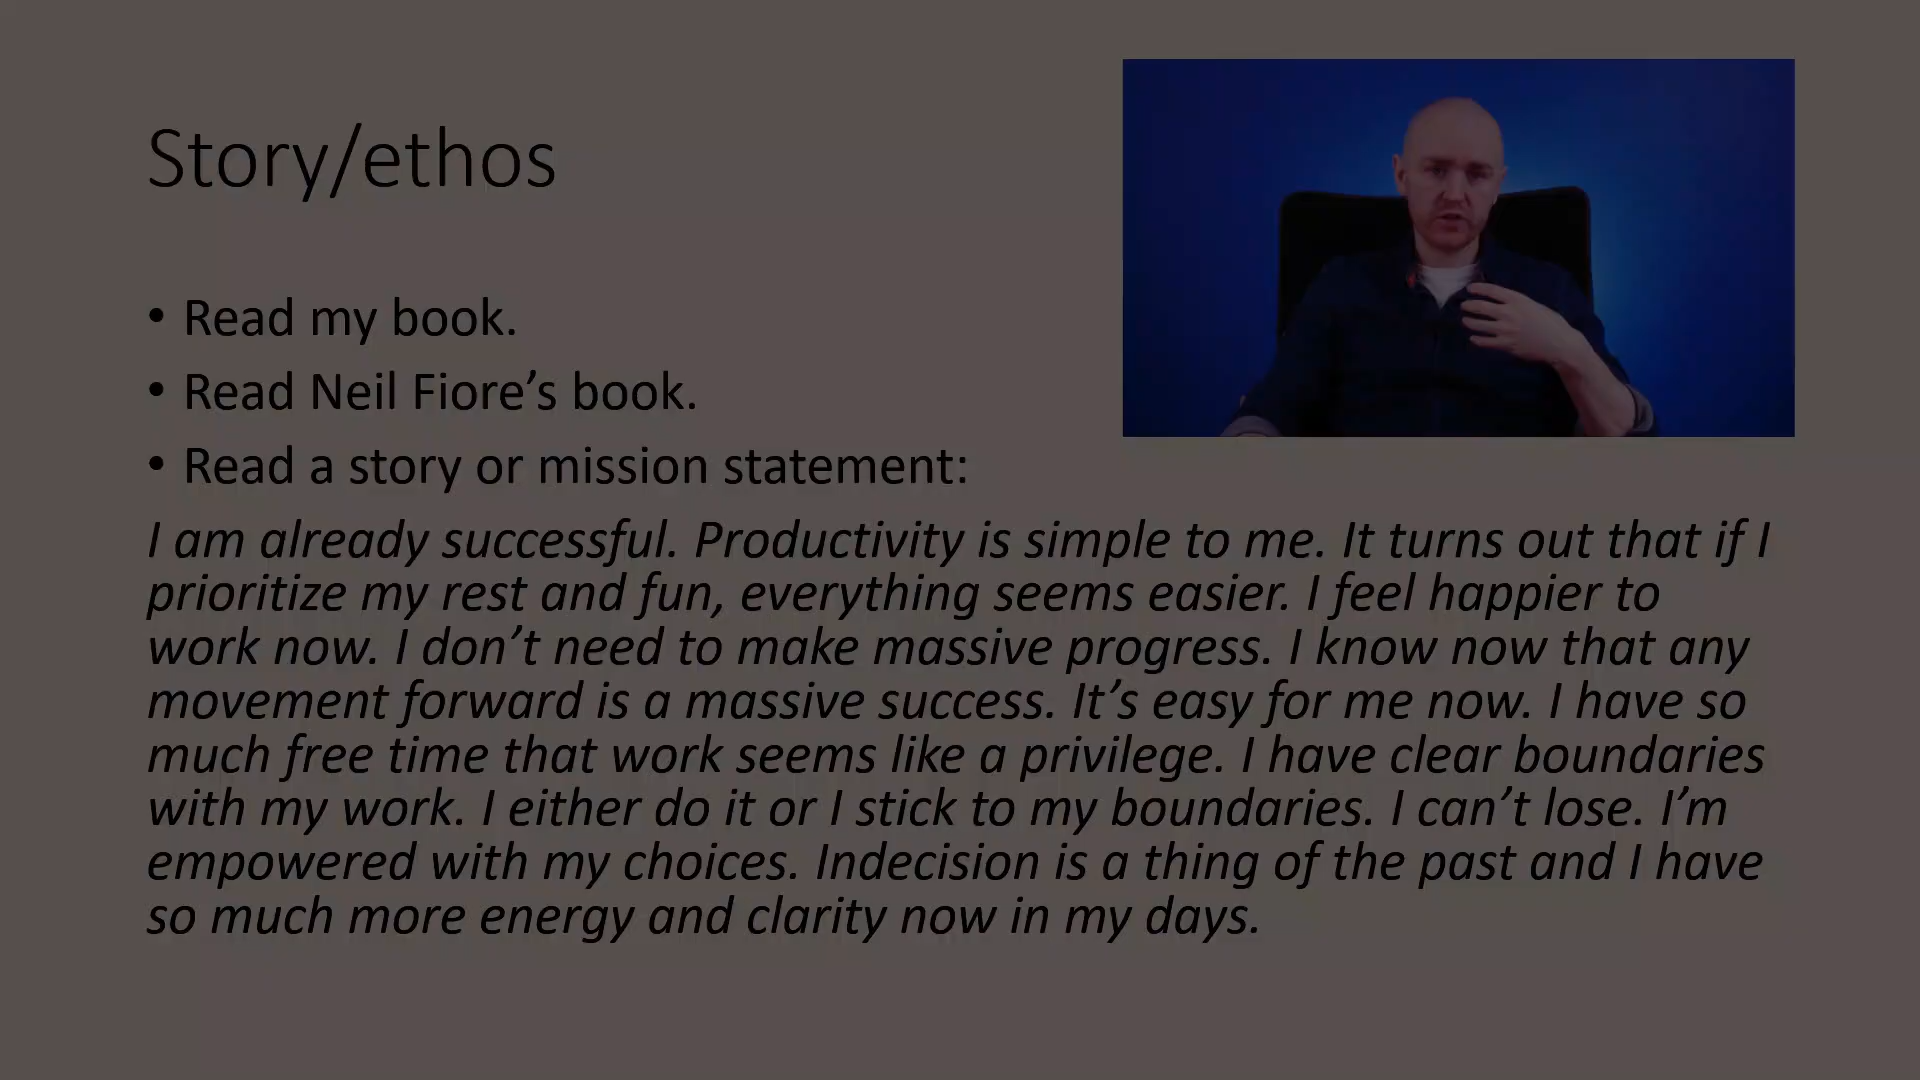 Story/ethos
• Read my book.
• Read Neil Fiore’s book.
• Read a story or mission statement:
I am already successful. Productivity is simple to me. It turns out that if I
prioritize my rest and fun, everything seems easier. I feel happier to
work now. I don’t need to make massive progress. I know now that any
movement forward is a massive success. It’s easy for me now. I have so
much free time that work seems like a privilege. I have clear boundaries
with my work. I either do it or I stick to my boundaries. I can’t lose. I’m
empowered with my choices. Indecision is a thing of the past and I have
so much more energy and clarity now in my days.